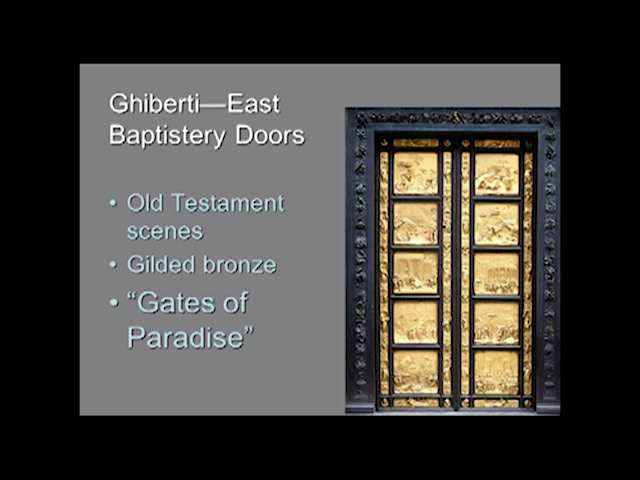 Ghiberti—East
Baptistery Doors
• Old Testament
scenes
• Gilded bronze
• “Gates of
Paradise”